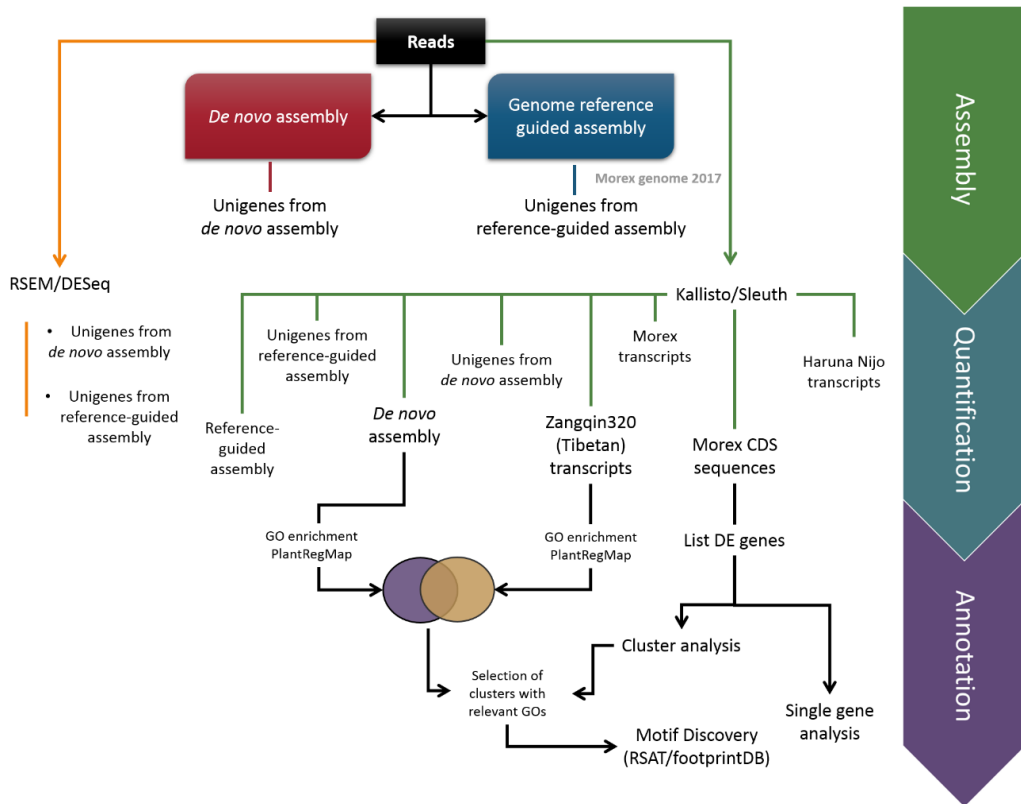 Reads
De novo assembly
Genome reference
guided assembly
Morex genome 2017
Unigenes from
de novo assembly
Unigenes from
reference-guided assembly
Assembly
RSEM/DESeq
• Unigenes from
de novo assembly
• Unigenes from
reference-guided
assembly
Kallisto/Sleuth
Reference-
guided
assembly
Unigenes from
reference-guided
assembly
De novo
assembly
Unigenes from
de novo assembly
Zangqin320
(Tibetan)
transcripts
Morex
transcripts
Morex CDS
sequences
Haruna Nijo
transcripts
Quantification
GO enrichment
PlantRegMap
GO enrichment
PlantRegMap
List DE genes
Cluster analysis
Selection of
clusters with
relevant GOs
Single gene
analysis
Motif Discovery
(RSAT/footprintDB)
Annotation